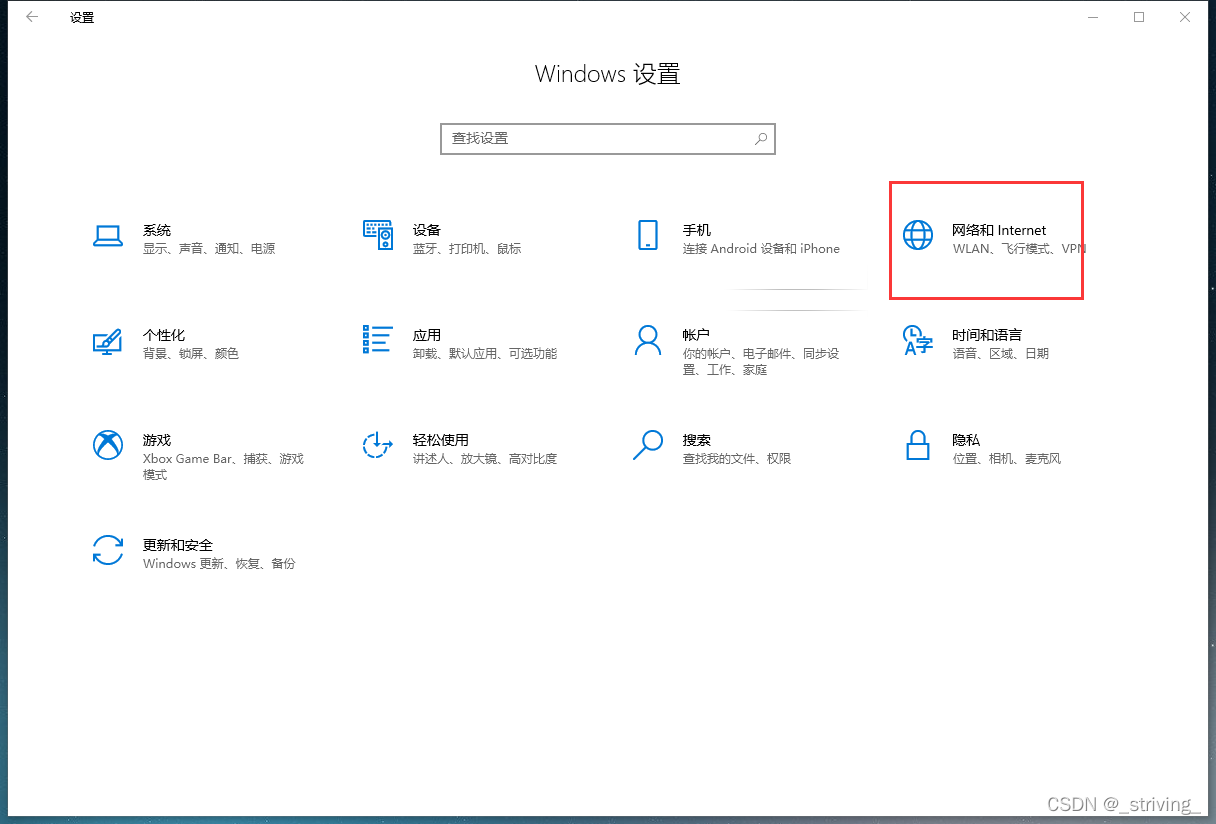 设置
Windows 设置
查找设置
系统
显示、声音、通知、电源
设备
蓝牙、打印机、鼠标
手机
连接 Android 设备和 iPhone
网络和 Internet
WLAN、飞行模式、VPN
个性化
背景、锁屏、颜色
应用
卸载、默认应用、可选功能
帐户
你的帐户、电子邮件、同步设
置、工作、家庭
时间和语言
语音、区域、日期
游戏
Xbox Game Bar、捕获、游戏
模式
轻松使用
讲述人、放大镜、高对比度
搜索
查找我的文件、权限
隐私
位置、相机、麦克风
更新和安全
Windows 更新、恢复、备份
CSDN @_striving_